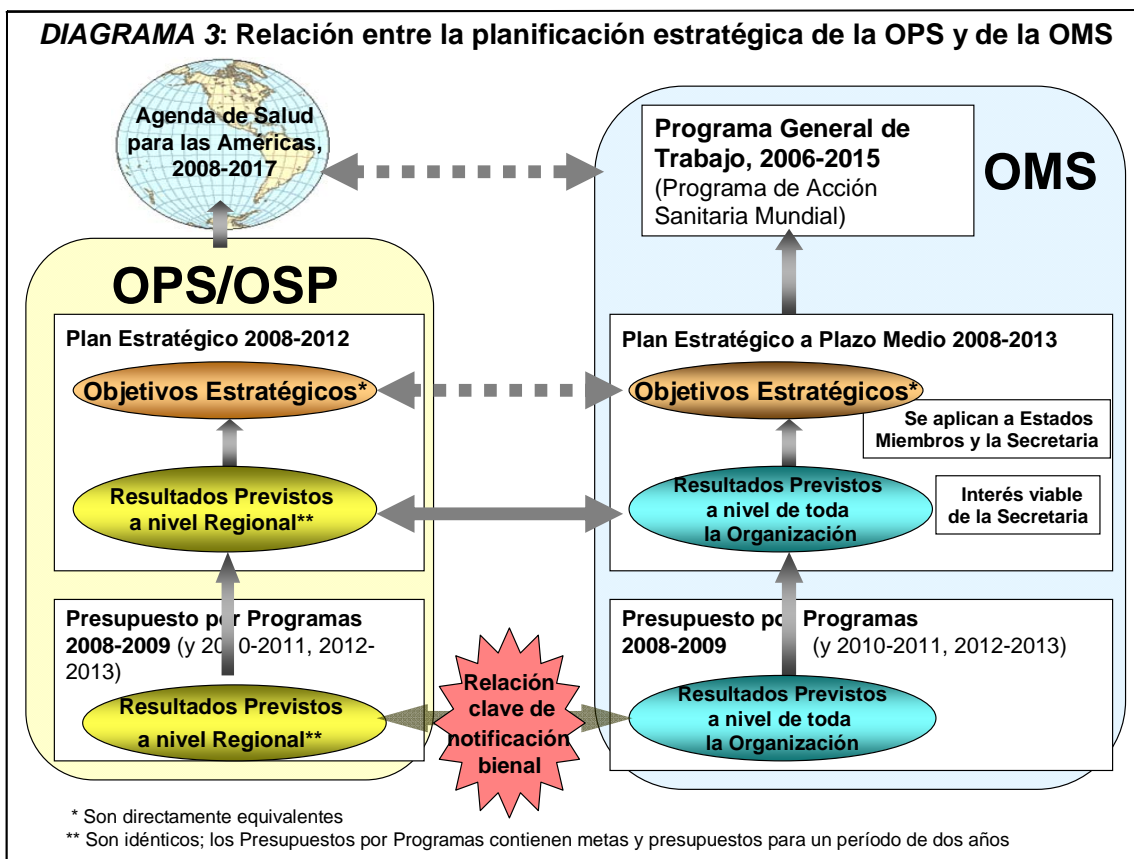 DIAGRAMA 3: Relación entre la planificación estratégica de la OPS y de la OMS
Agenda de Salud
para las Américas,
2008-2017
Programa General de
Trabajo, 2006-2015
(Programa de Acción
Sanitaria Mundial)
OMS
OPS/OSP
Plan Estratégico 2008-2012
Objetivos Estratégicos*
Resultados Previstos
a nivel Regional**
Plan Estratégico a Plazo Medio 2008-2013
Objetivos Estratégicos*
Se aplican a Estados
Miembros y la Secretaria
Resultados Previstos
a nivel de toda
la Organización
Interés viable
de la Secretaria
Presupuesto por Programas
2008-2009 (y 2010-2011, 2012-
2013)
Resultados Previstos
a nivel Regional**
Relación
clave de
notificación
bienal
Presupuesto por Programas
2008-2009 (y 2010-2011, 2012-2013)
Resultados Previstos
a nivel de toda
la Organización
* Son directamente equivalentes
** Son idénticos; los Presupuestos por Programas contienen metas y presupuestos para un período de dos años